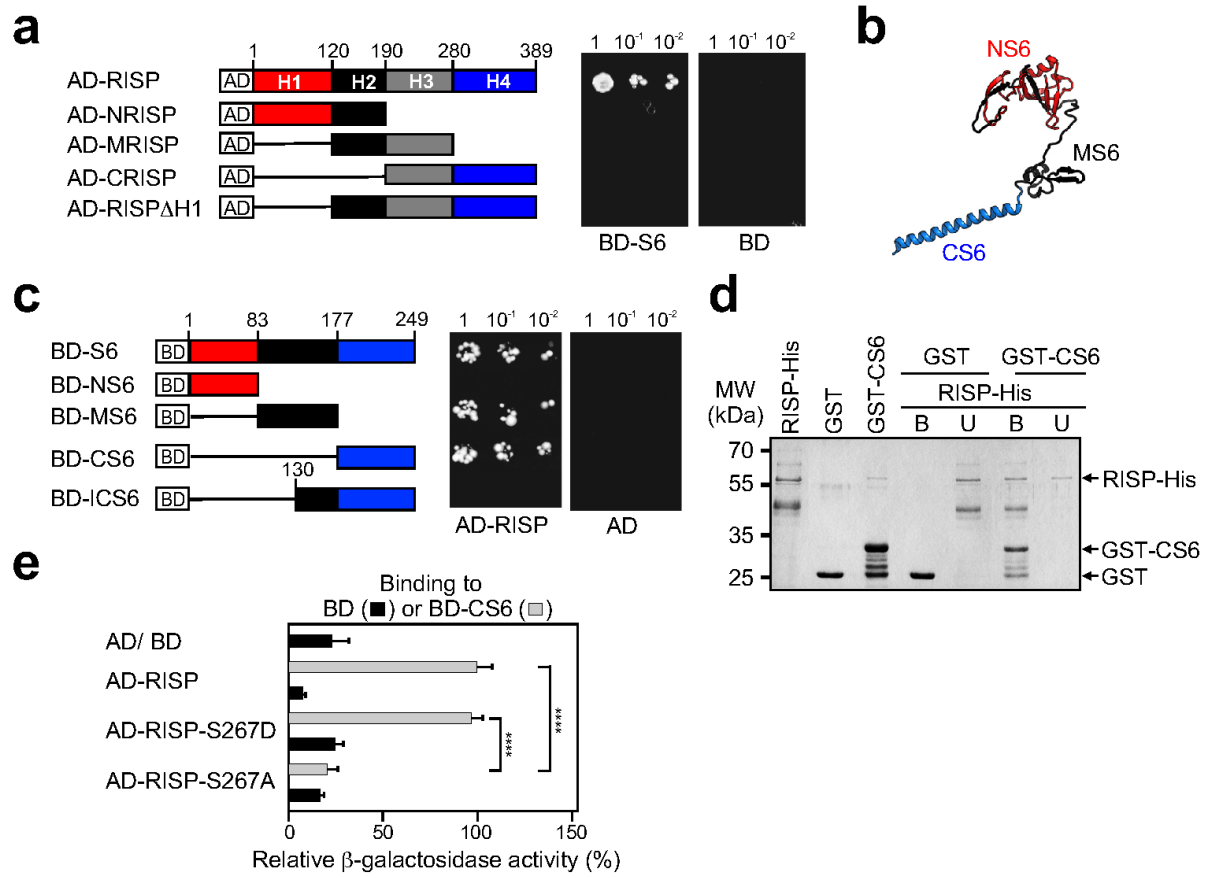 a
1 120 190 280 389
1 10-1 10-2 1 10-1 10-2
AD-RISP AD H1 H2 H3 H4
AD-NRISP AD
AD-MRISP AD
AD-CRISP AD
AD-RISPΔH1 AD
BD-S6 BD
b
NS6
MS6
CS6
c
1 83 177 249
1 10-1 10-2 1 10-1 10-2
BD-S6 BD
BD-NS6 BD
BD-MS6 BD
BD-CS6 BD
130
BD-ICS6 BD
AD-RISP AD
d
MW
(kDa)
RISP-His
GST
GST-CS6
GST GST-CS6
RISP-His
B U B U
70
55
35
25
RISP-His
GST-CS6
GST
e
Binding to
BD (■) or BD-CS6 (■)
AD/ BD
AD-RISP
AD-RISP-S267D
AD-RISP-S267A
****
****
0 50 100 150
Relative β-galactosidase activity (%)